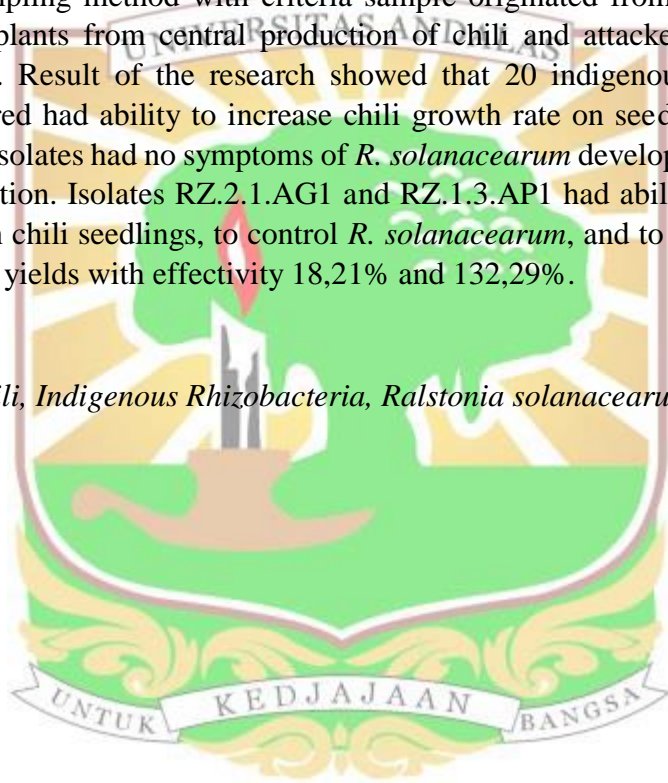 pling method with criteria sample originated from
UNIVERSITAS ANDALAS
plants from central production of chili and attacke
. Result of the research showed that 20 indigenou
red had ability to increase chili growth rate on seed
isolates had no symptoms of R. solanacearum develop
tion. Isolates RZ.2.1.AG1 and RZ.1.3.AP1 had abil
n chili seedlings, to control R. solanacearum, and to
yields with effectivity 18,21% and 132,29%.
ili, Indigenous Rhizobacteria, Ralstonia solanacearu
UNTUK KEDJAJAAN BANGSA